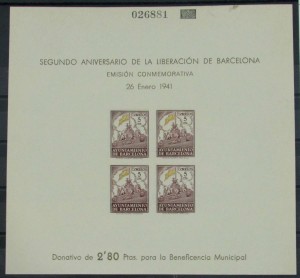 026881
SEGUNDO ANIVERSARIO DE LA LIBERACIÓN DE BARCELONA
EMISIÓN CONMEMORATIVA
26 Enero 1941
AYUNTAMIENTO DE BARCELONA
AYUNTAMIENTO DE BARCELONA
AYUNTAMIENTO DE BARCELONA
AYUNTAMIENTO DE BARCELONA
Donativo de 2'80 Ptas. para la Beneficencia Municipal